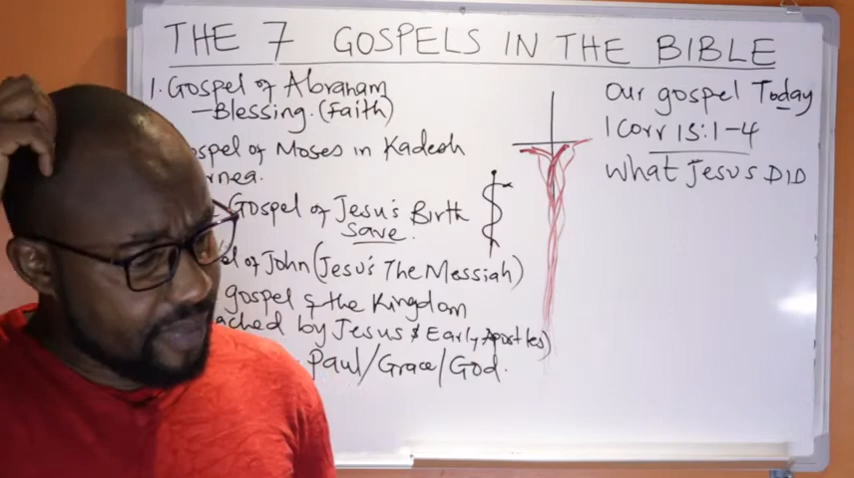 THE 7 GOSPELS IN THE BIBLE
1. Gospel of Abraham
– Blessing. (Faith)
ospel of Moses in Kadesh
rnea.
Gospel of Jesu's Birth
Save.
el of John (Jesu's The Messiah)
gospel of the Kingdom
ached by Jesus & Early Apostles)
Paul/Grace/God.
Our gospel Today
1 Corr 15:1-4
What Jesus DID